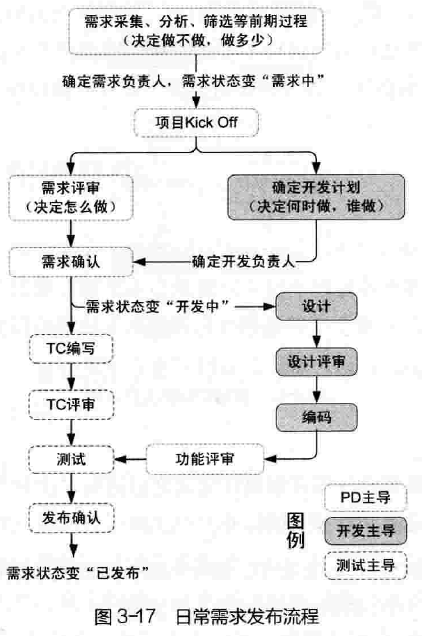 需求采集、分析、筛选等前期过程
（决定做不做，做多少）
确定需求负责人，需求状态变“需求中”
项目Kick Off
需求评审
（决定怎么做）
确定开发计划
（决定何时做，谁做）
需求确认
确定开发负责人
需求状态变“开发中”
设计
TC编写
设计评审
TC评审
编码
测试
功能评审
发布确认
需求状态变“已发布”
图例
PD主导
开发主导
测试主导
图 3-17 日常需求发布流程